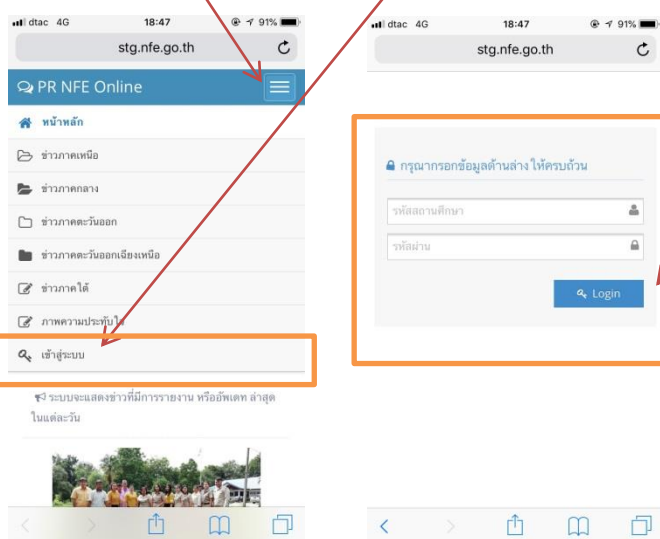 dtac 4G 18:47 91%
stg.nfe.go.th
PR NFE Online
หน้าหลัก
ข่าวภาคเหนือ
ข่าวภาคกลาง
ข่าวภาคตะวันออก
ข่าวภาคตะวันออกเฉียงเหนือ
ข่าวภาคใต้
ภาพความประทับใจ
เข้าสู่ระบบ
ระบบจะแสดงข่าวที่มีการรายงาน หรืออัพเดท ล่าสุด
ในแต่ละวัน
dtac 4G 18:47 91%
stg.nfe.go.th
กรุณากรอกข้อมูลด้านล่าง ให้ครบถ้วน
รหัสสถานศึกษา
รหัสผ่าน
Login